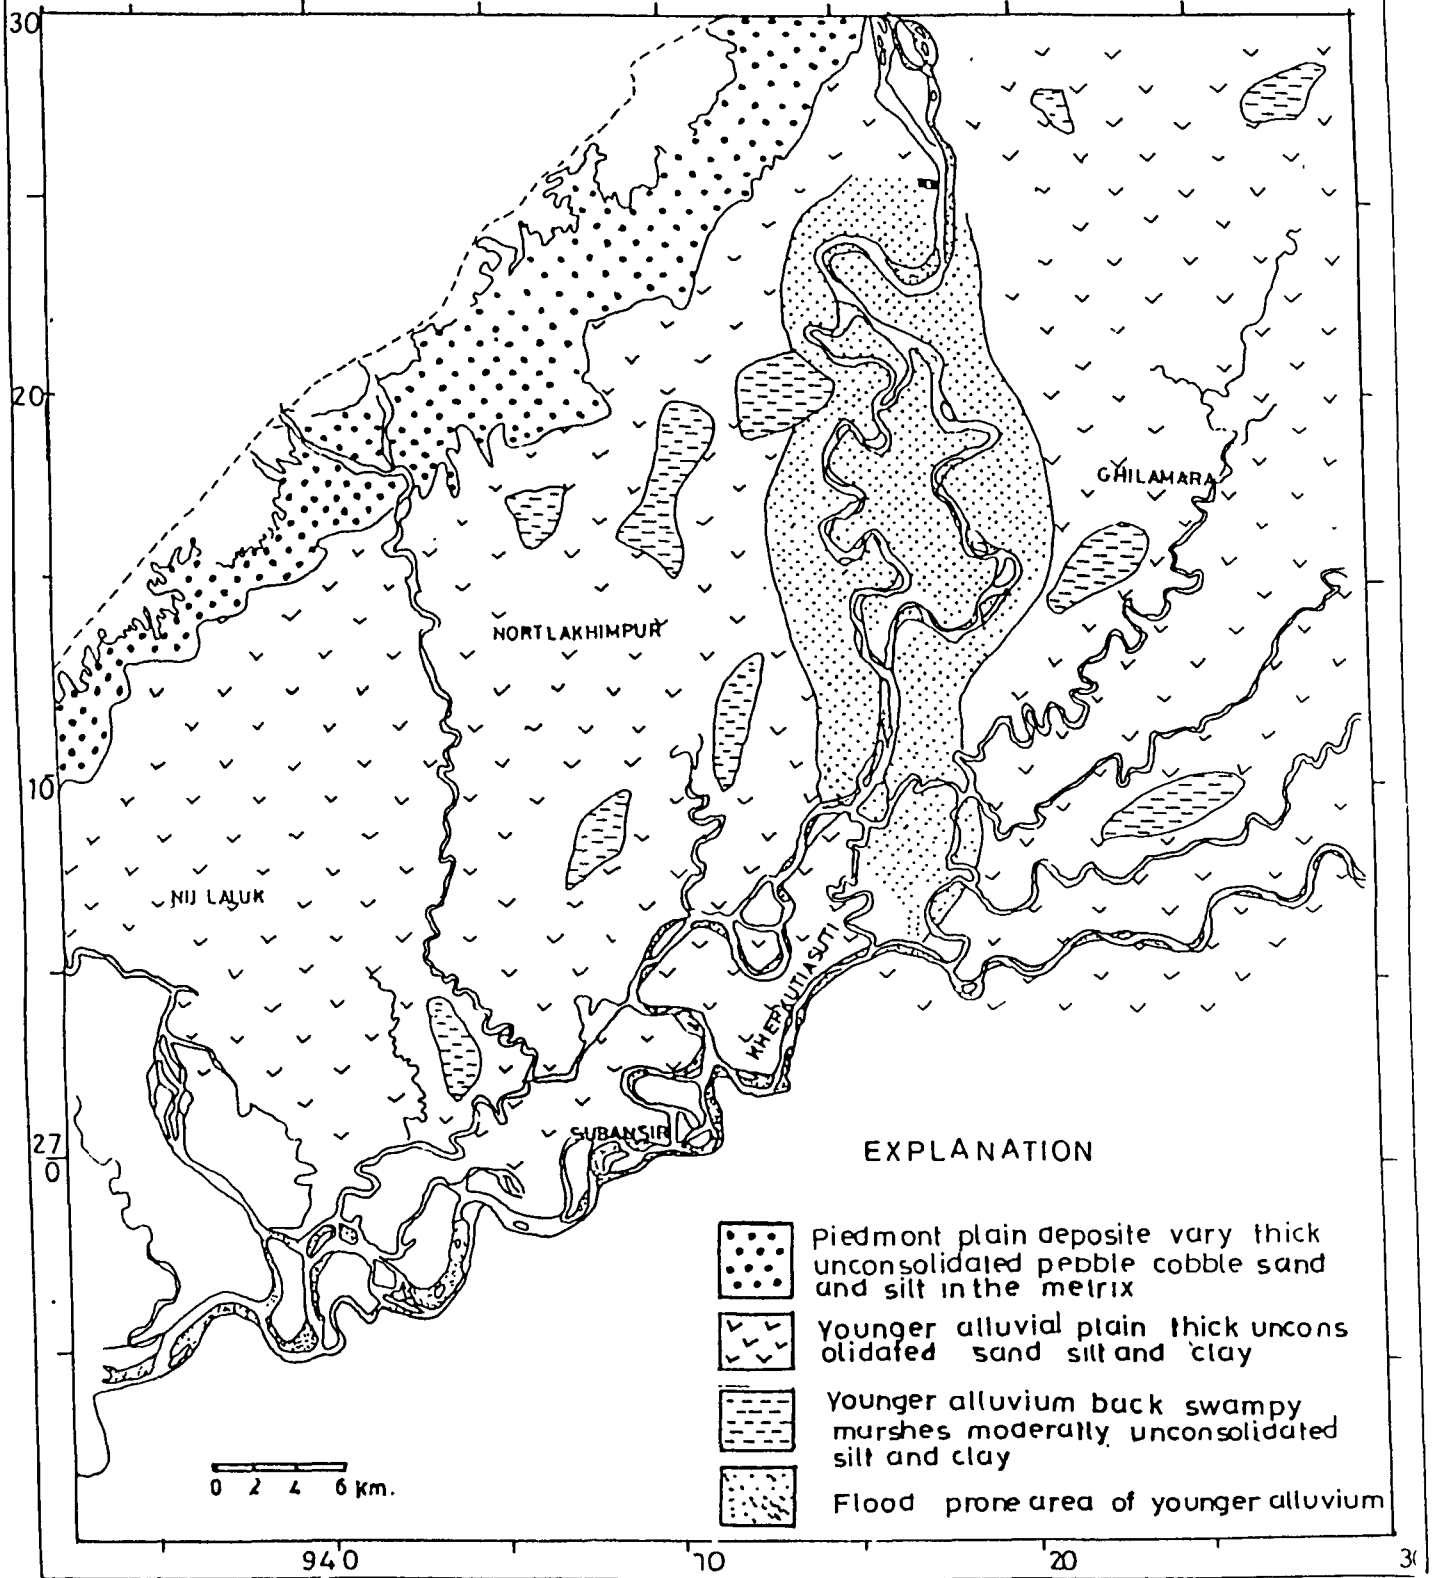 30
20
GHILAMARA
NORTLAKHIMPUR
10
NIJ LALUK
KHERKUTIASUTI
SUBANSIR
27
0
EXPLANATION
Piedmont plain deposite vary thick
unconsolidated pebble cobble sand
and silt in the metrix
Younger alluvial plain thick uncons
olidated sand silt and clay
Younger alluvium back swampy
murshes moderatly unconsolidated
silt and clay
Flood prone area of younger alluvium
0 2 4 6 Km.
940 10 20